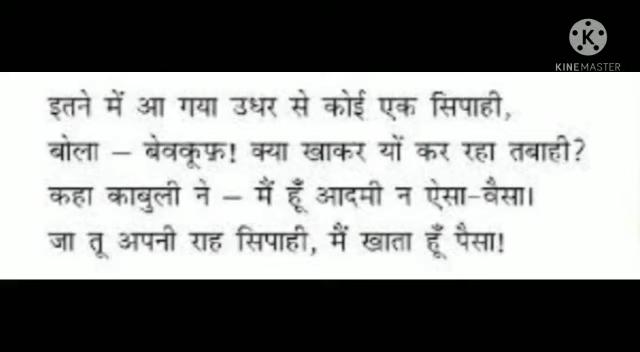 KINEMASTER
इतने में आ गया उधर से कोई एक सिपाही,
बोला – बेवकूफ़! क्या खाकर यों कर रहा तबाही?
कहा काबुली ने – मैं हूँ आदमी न ऐसा-वैसा।
जा तू अपनी राह सिपाही, मैं खाता हूँ पैसा!